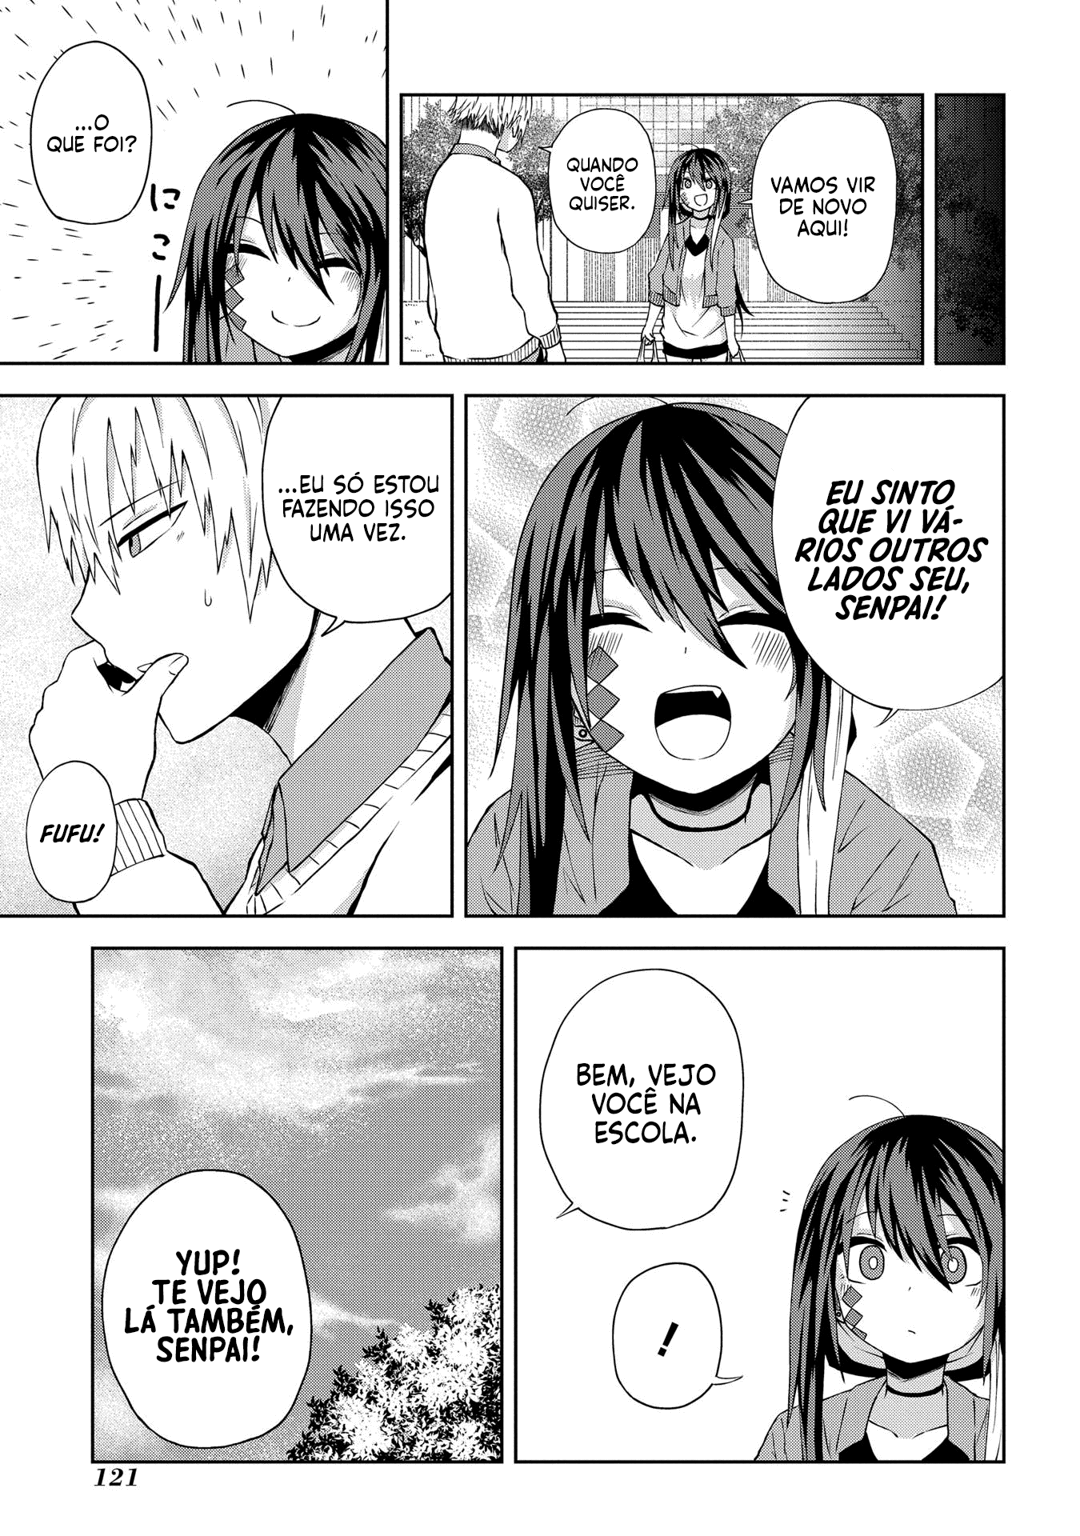 VAMOS VIR
DE NOVO
AQUI!
QUANDO
VOCÊ
QUISER.
...O
QUE FOI?
にこー
EU SINTO
QUE VI VÁ-
RIOS OUTROS
LADOS SEU,
SENPAI!
...EU SÓ ESTOU
FAZENDO ISSO
UMA VEZ.
FUFU!
BEM, VEJO
VOCÊ NA
ESCOLA.
!
YUP!
TE VEJO
LÁ TAMBÉM,
SENPAI!
121